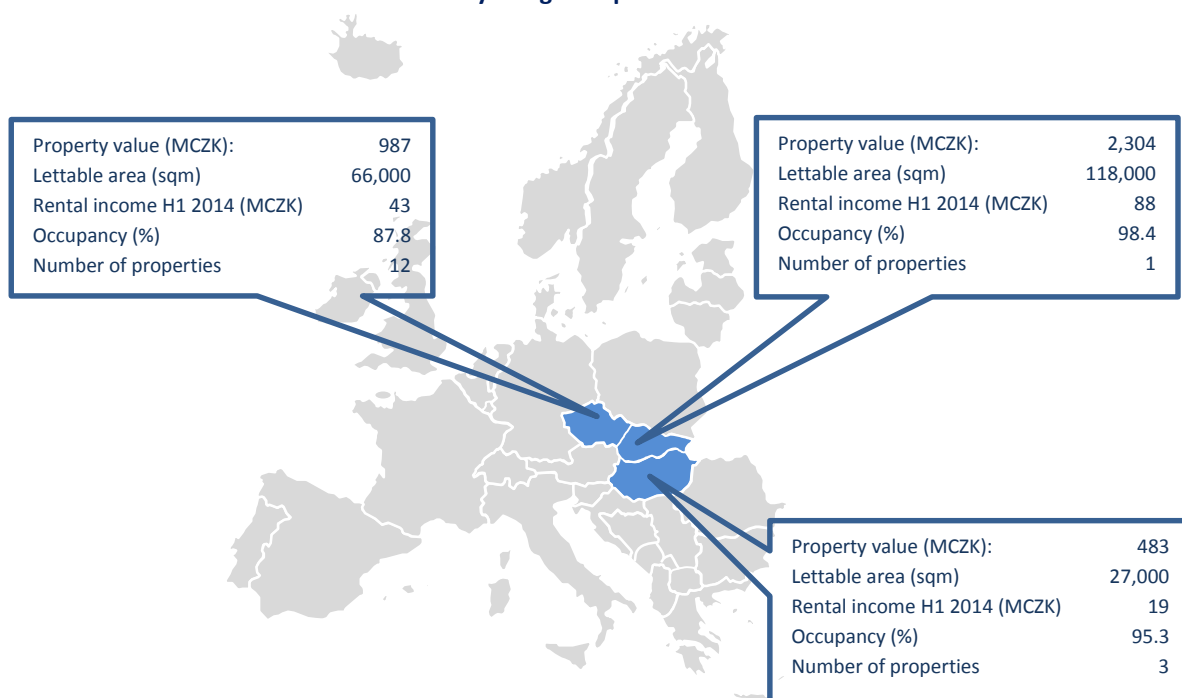 Property value (MCZK): 987
Lettable area (sqm) 66,000
Rental income H1 2014 (MCZK) 43
Occupancy (%) 87.8
Number of properties 12
Property value (MCZK): 2,304
Lettable area (sqm) 118,000
Rental income H1 2014 (MCZK) 88
Occupancy (%) 98.4
Number of properties 1
Property value (MCZK): 483
Lettable area (sqm) 27,000
Rental income H1 2014 (MCZK) 19
Occupancy (%) 95.3
Number of properties 3